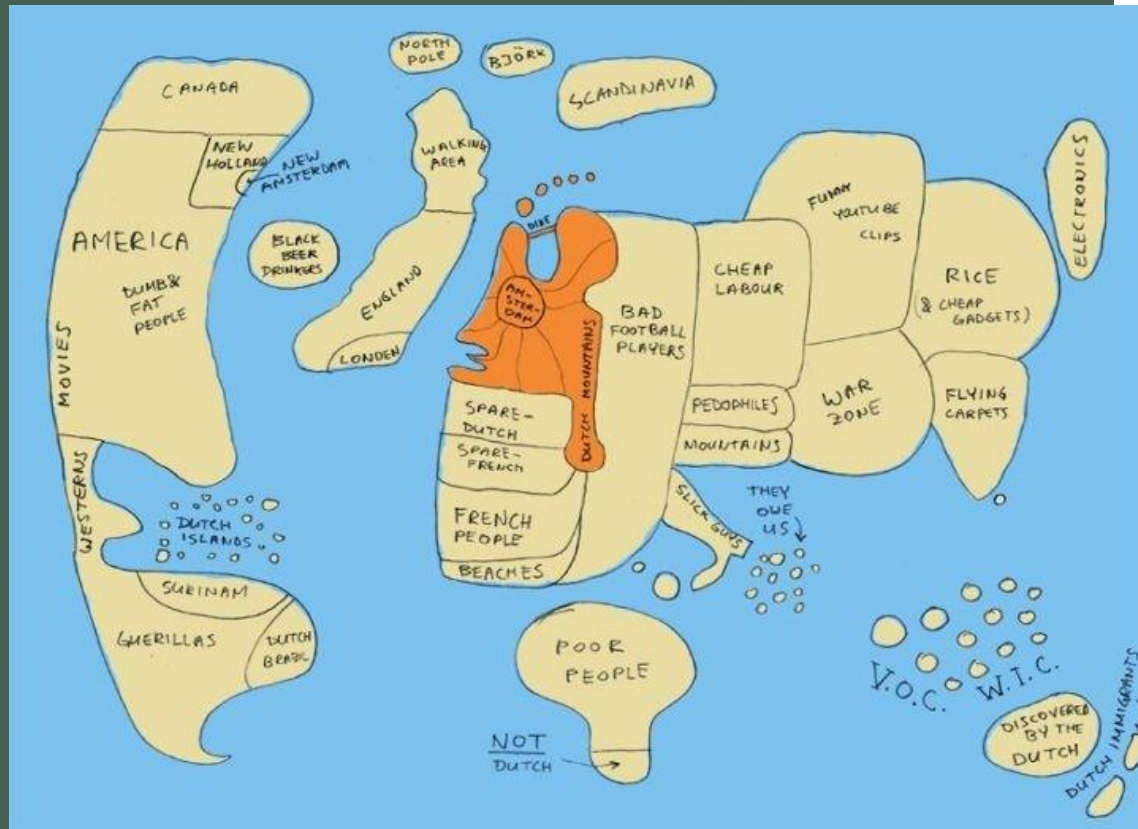 NORTH
POLE
BJÖRK
SCANDINAVIA
CANADA
NEW
HOLLAND
NEW
AMSTERDAM
WALKING
AREA
AMERICA
DUMB &
FAT
PEOPLE
MOVIES
BLACK
BEER
DRINKERS
ENGLAND
LONDEN
DIKE
AM-
STER-
DAM
DUTCH MOUNTAINS
BAD
FOOTBALL
PLAYERS
CHEAP
LABOUR
FUNNY
YOUTUBE
CLIPS
RICE
(& CHEAP
GADGETS)
ELECTRONICS
SPARE-
DUTCH
SPARE-
FRENCH
FRENCH
PEOPLE
BEACHES
PEDOPHILES
MOUNTAINS
WAR
ZONE
FLYING
CARPETS
WESTERNS
DUTCH
ISLANDS
SLICK GUYS
THEY
OWE
US
SURINAM
GUERILLAS
DUTCH
BRAZIL
POOR
PEOPLE
NOT
DUTCH
V.O.C. W.I.C.
DISCOVERED
BY THE
DUTCH
DUTCH IMMIGRANTS